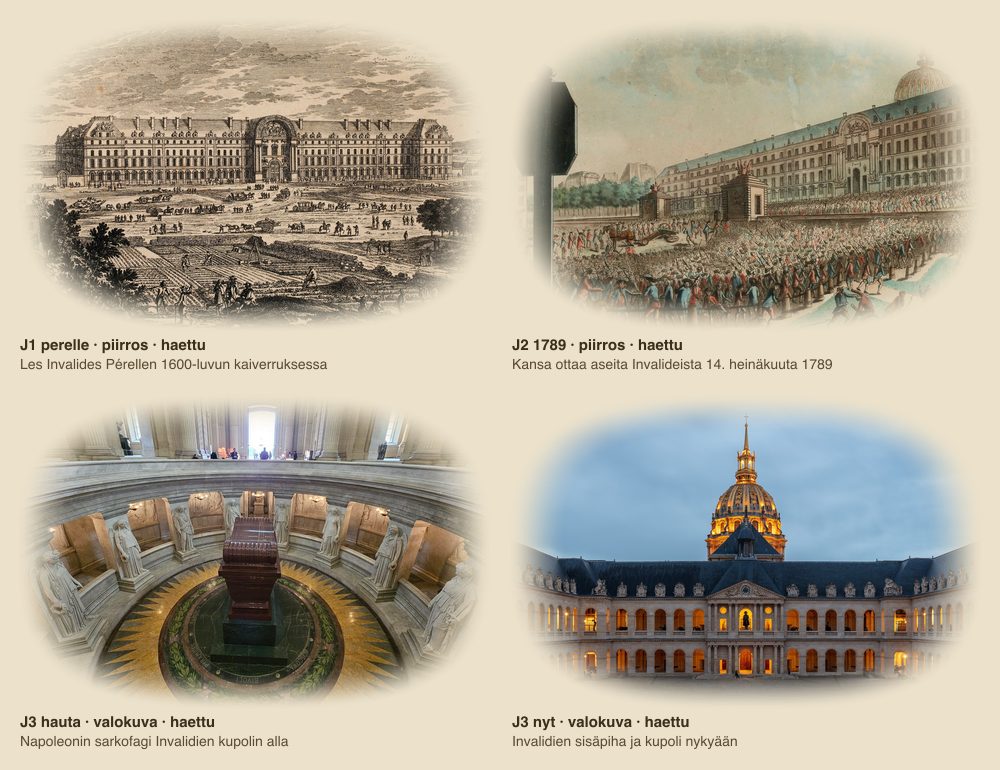 J1 perelle · piirros · haettu
Les Invalides Pérellen 1600-luvun kaiverruksessa
J2 1789 · piirros · haettu
Kansa ottaa aseita Invalideista 14. heinäkuuta 1789
J3 hauta · valokuva · haettu
Napoleonin sarkofagi Invalidien kupolin alla
J3 nyt · valokuva · haettu
Invalidien sisäpiha ja kupoli nykyään